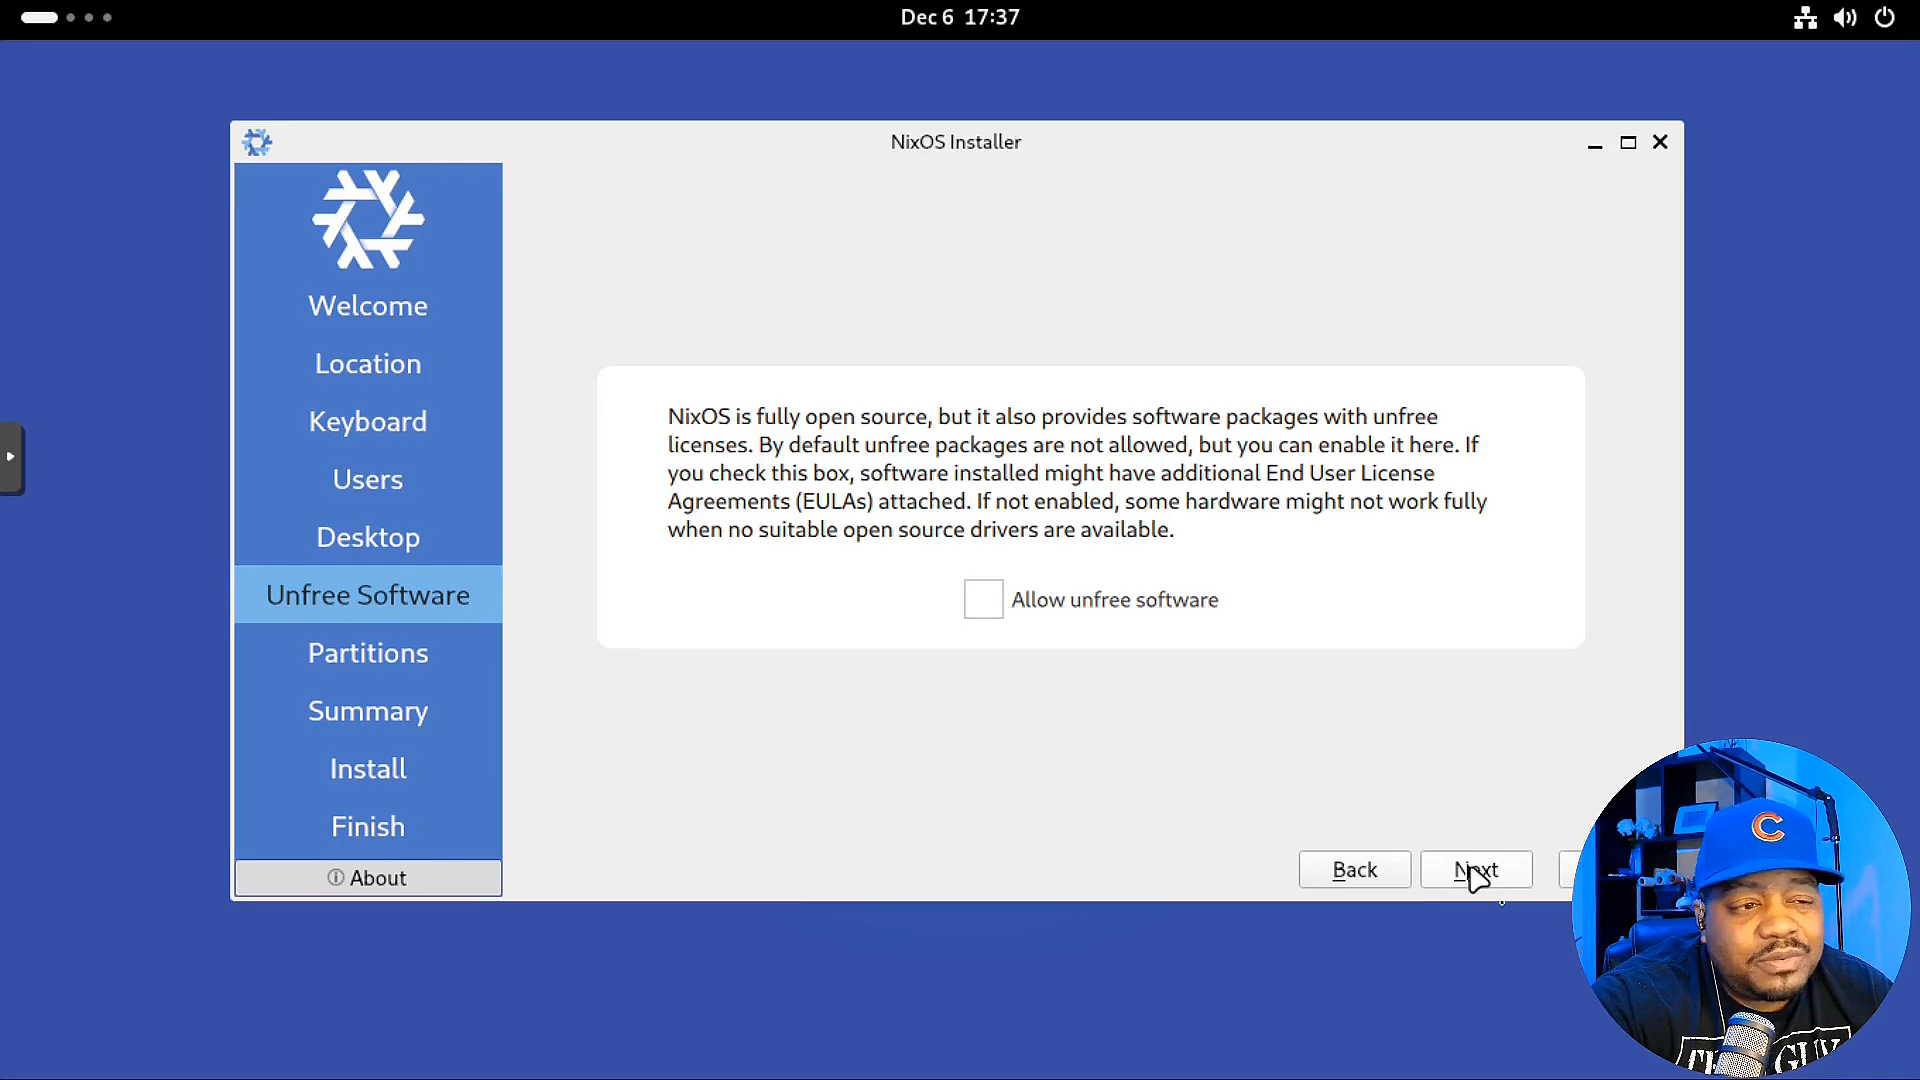 Dec 6 17:37
NixOS Installer
Welcome
Location
Keyboard
Users
Desktop
Unfree Software
Partitions
Summary
Install
Finish
About
NixOS is fully open source, but it also provides software packages with unfree
licenses. By default unfree packages are not allowed, but you can enable it here. If
you check this box, software installed might have additional End User License
Agreements (EULAs) attached. If not enabled, some hardware might not work fully
when no suitable open source drivers are available.
Allow unfree software
Back
Next
C
GUY